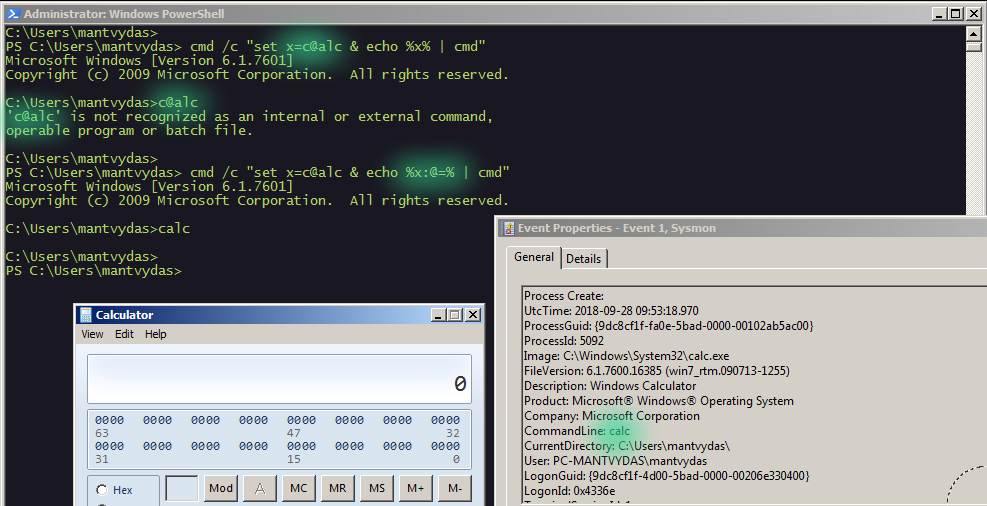 Administrator: Windows PowerShell
C:\Users\mantvydas>
PS C:\Users\mantvydas> cmd /c "set x=c@alc & echo %x% | cmd"
Microsoft Windows [Version 6.1.7601]
Copyright (c) 2009 Microsoft Corporation.  All rights reserved.
C:\Users\mantvydas>c@alc
'c@alc' is not recognized as an internal or external command,
operable program or batch file.
C:\Users\mantvydas>
PS C:\Users\mantvydas> cmd /c "set x=c@alc & echo %x:@=% | cmd"
Microsoft Windows [Version 6.1.7601]
Copyright (c) 2009 Microsoft Corporation.  All rights reserved.
C:\Users\mantvydas>calc
C:\Users\mantvydas>
PS C:\Users\mantvydas>
Calculator
View Edit Help
0
0000 0000 0000 0000 0000 0000 0000 0000
63 47 32
0000 0000 0000 0000 0000 0000 0000 0000
31 15 0
Hex
Mod A MC MR MS M+ M-
Event Properties - Event 1, Sysmon
General Details
Process Create:
UtcTime: 2018-09-28 09:53:18.970
ProcessGuid: {9dc8cf1f-fa0e-5bad-0000-00102ab5ac00}
ProcessId: 5092
Image: C:\Windows\System32\calc.exe
FileVersion: 6.1.7600.16385 (win7_rtm.090713-1255)
Description: Windows Calculator
Product: Microsoft® Windows® Operating System
Company: Microsoft Corporation
CommandLine: calc
CurrentDirectory: C:\Users\mantvydas\
User: PC-MANTVYDAS\mantvydas
LogonGuid: {9dc8cf1f-4d00-5bad-0000-00206e330400}
LogonId: 0x4336e